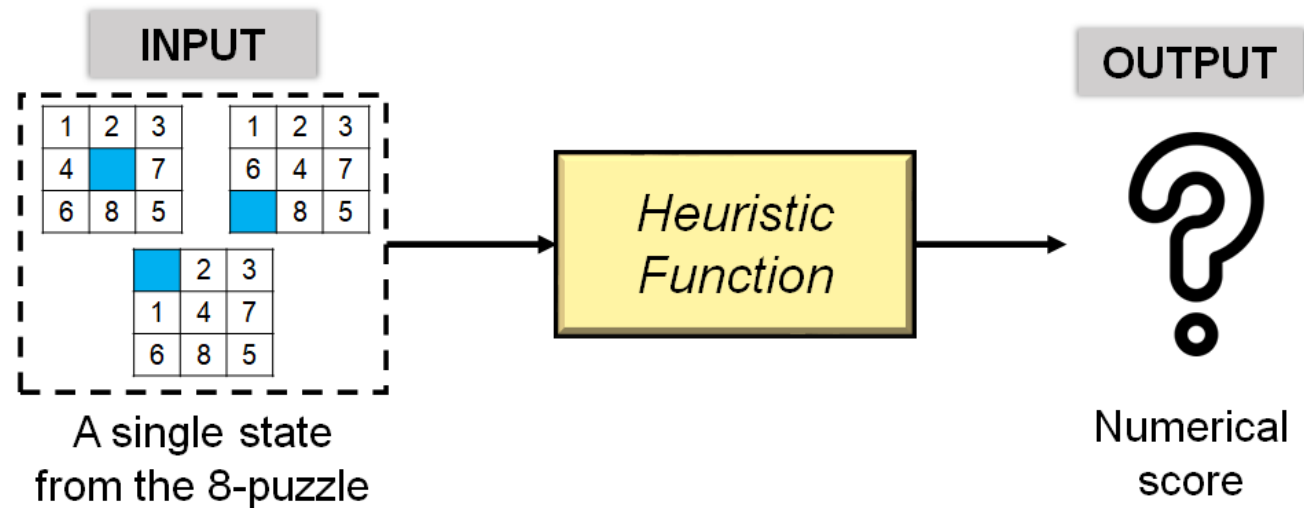 INPUT
1 2 3
4 7
6 8 5
1 2 3
6 4 7
8 5
2 3
1 4 7
6 8 5
A single state
from the 8-puzzle
Heuristic
Function
OUTPUT
Numerical
score